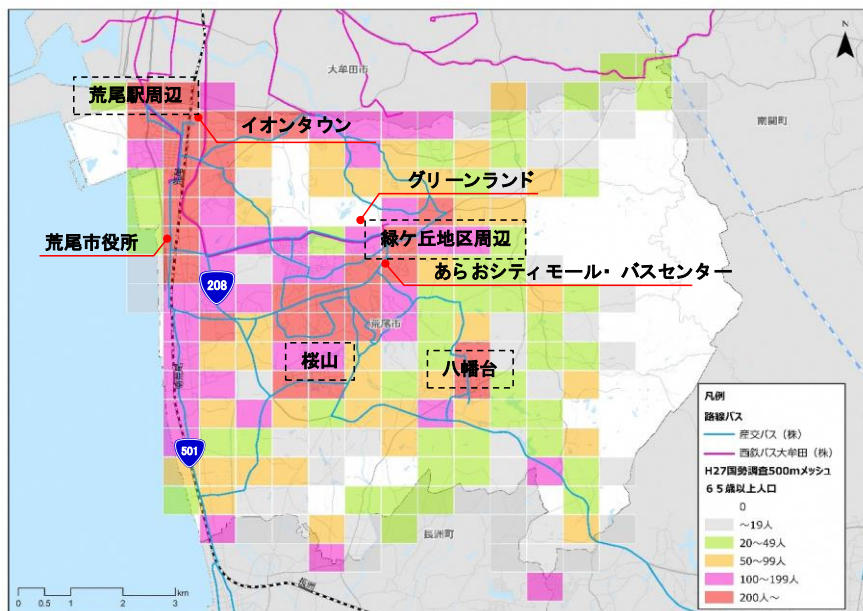 N
大牟田市
南関町
荒尾駅周辺
イオンタウン
グリーンランド
荒尾
荒尾市役所
緑ケ丘地区周辺
あらおシティモール・バスセンター
208
荒尾市
桜山
八幡台
501
長洲町
長洲
凡例
路線バス
産交バス（株）
西鉄バス大牟田（株）
H27国勢調査500mメッシュ
６５歳以上人口
0
～19人
20～49人
50～99人
100～199人
200人～
0 0.5 1 2 3 km